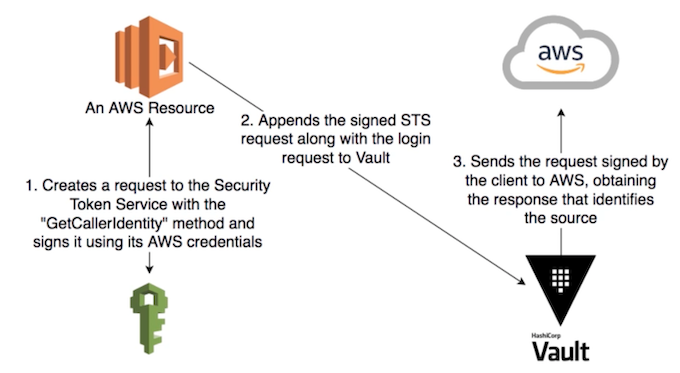 An AWS Resource
1. Creates a request to the Security
Token Service with the
"GetCallerIdentity" method and
signs it using its AWS credentials
2. Appends the signed STS
request along with the login
request to Vault
aws
3. Sends the request signed by
the client to AWS, obtaining
the response that identifies
the source
HashiCorp
Vault